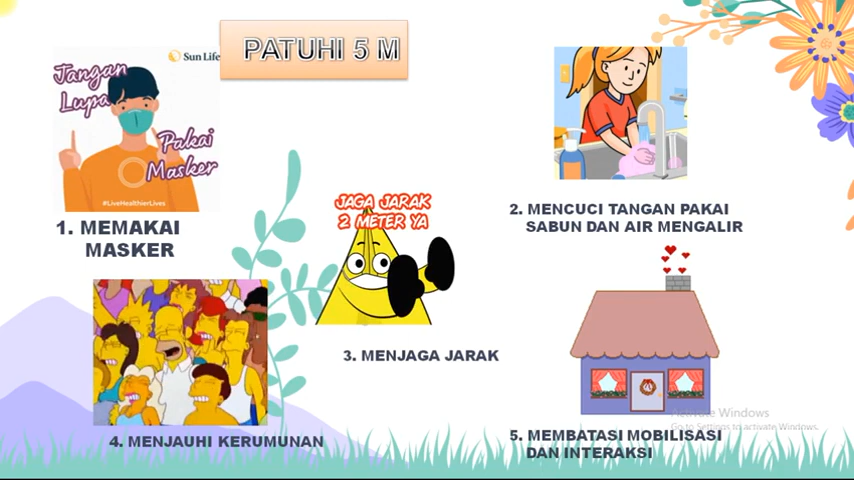 PATUHI 5 M
Sun Life
Jangan
Lupa
Pakai
Masker
#LiveHealthierLives
1. MEMAKAI
MASKER
2. MENCUCI TANGAN PAKAI
SABUN DAN AIR MENGALIR
JAGA JARAK
2 METER YA
3. MENJAGA JARAK
4. MENJAUHI KERUMUNAN
5. MEMBATASI MOBILISASI
DAN INTERAKSI
Activate Windows
Go to Settings to activate Windows.